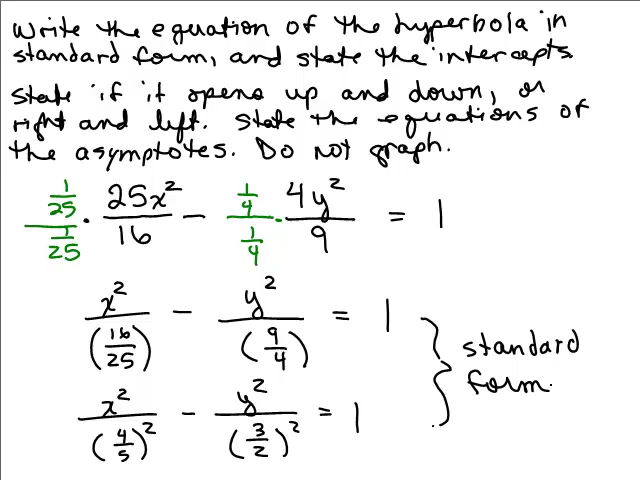 Write the equation of the hyperbola in
standard form, and state the intercepts.
State if it opens up and down, or
right and left. State the equations of
the asymptotes. Do not graph.
(1/25)/(1/25) · 25x²/16 − (1/4)/(1/4) · 4y²/9 = 1
x²/(16/25) − y²/(9/4) = 1
standard
form.
x²/(4/5)² − y²/(3/2)² = 1